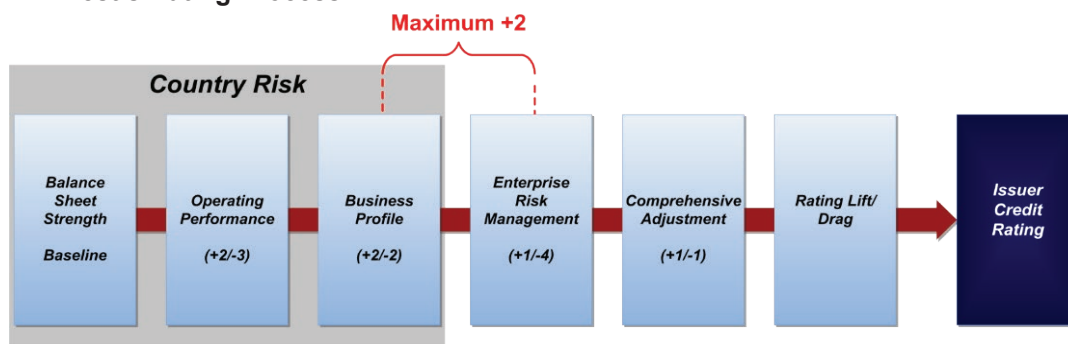 Maximum +2
Country Risk
Balance
Sheet
Strength
Baseline
Operating
Performance
(+2/-3)
Business
Profile
(+2/-2)
Enterprise
Risk
Management
(+1/-4)
Comprehensive
Adjustment
(+1/-1)
Rating Lift/
Drag
Issuer
Credit
Rating